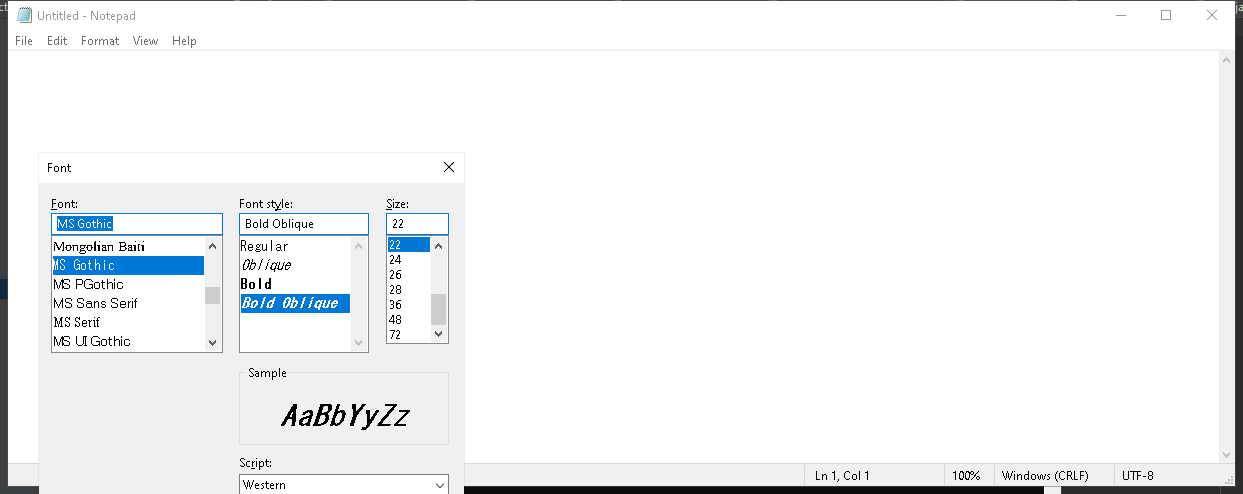 Untitled - Notepad
File Edit Format View Help
Font
Font: Font style: Size:
MS Gothic Bold Oblique 22
Mongolian Baiti Regular 22
MS Gothic Oblique 24
MS PGothic Bold 26
MS Sans Serif Bold Oblique 28
MS Serif 36
MS UI Gothic 48
72
Sample
AaBbYyZz
Script:
Western
Ln 1, Col 1 100% Windows (CRLF) UTF-8